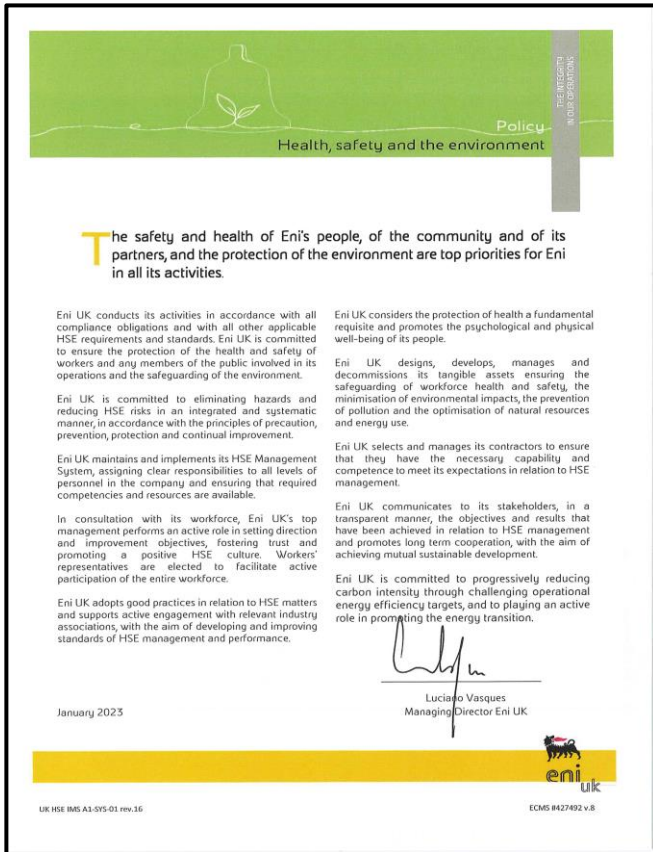 THE INTEGRITY
IN OUR OPERATIONS
Policy
Health, safety and the environment
The safety and health of Eni's people, of the community and of its
partners, and the protection of the environment are top priorities for Eni
in all its activities.
Eni UK conducts its activities in accordance with all
compliance obligations and with all other applicable
HSE requirements and standards. Eni UK is committed
to ensure the protection of the health and safety of
workers and any members of the public involved in its
operations and the safeguarding of the environment.
Eni UK is committed to eliminating hazards and
reducing HSE risks in an integrated and systematic
manner, in accordance with the principles of precaution,
prevention, protection and continual improvement.
Eni UK maintains and implements its HSE Management
System, assigning clear responsibilities to all levels of
personnel in the company and ensuring that required
competencies and resources are available.
In consultation with its workforce, Eni UK's top
management performs an active role in setting direction
and improvement objectives, fostering trust and
promoting a positive HSE culture. Workers'
representatives are elected to facilitate active
participation of the entire workforce.
Eni UK adopts good practices in relation to HSE matters
and supports active engagement with relevant industry
associations, with the aim of developing and improving
standards of HSE management and performance.
January 2023
Eni UK considers the protection of health a fundamental
requisite and promotes the psychological and physical
well-being of its people.
Eni UK designs, develops, manages and
decommissions its tangible assets ensuring the
safeguarding of workforce health and safety, the
minimisation of environmental impacts, the prevention
of pollution and the optimisation of natural resources
and energy use.
Eni UK selects and manages its contractors to ensure
that they have the necessary capability and
competence to meet its expectations in relation to HSE
management.
Eni UK communicates to its stakeholders, in a
transparent manner, the objectives and results that
have been achieved in relation to HSE management
and promotes long term cooperation, with the aim of
achieving mutual sustainable development.
Eni UK is committed to progressively reducing
carbon intensity through challenging operational
energy efficiency targets, and to playing an active
role in promoting the energy transition.
Luciano Vasques
Managing Director Eni UK
eni
uk
UK HSE IMS A1-SYS-01 rev.16
ECMS #427492 v.8